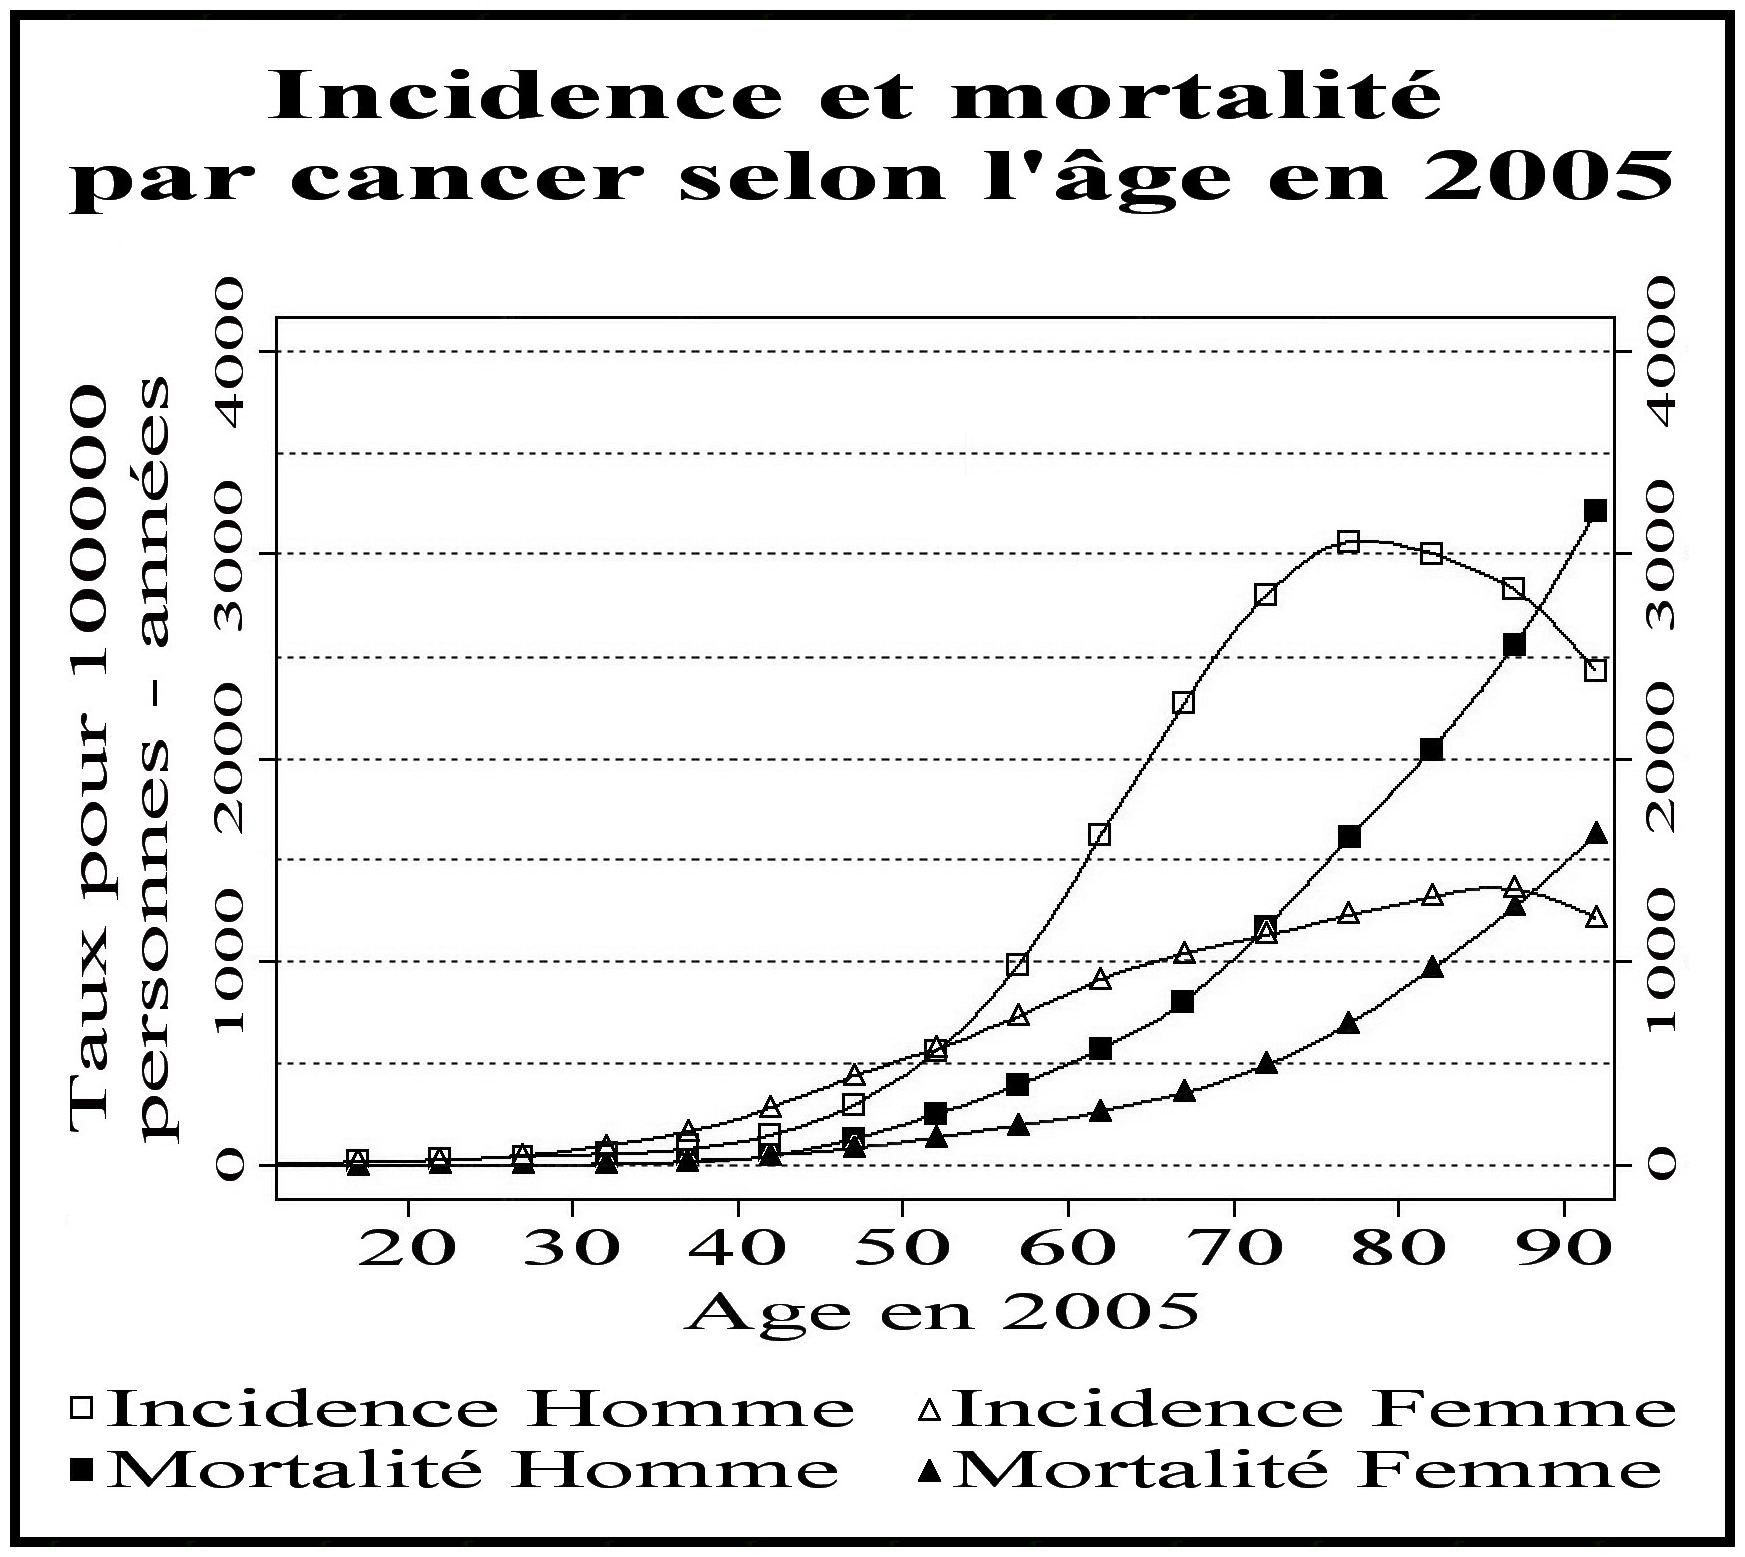 Incidence et mortalité
par cancer selon l'âge en 2005
Taux pour 100000
personnes - années
4000
3000
2000
1000
0
4000
3000
2000
1000
0
20 30 40 50 60 70 80 90
Age en 2005
Incidence Homme
Incidence Femme
Mortalité Homme
Mortalité Femme